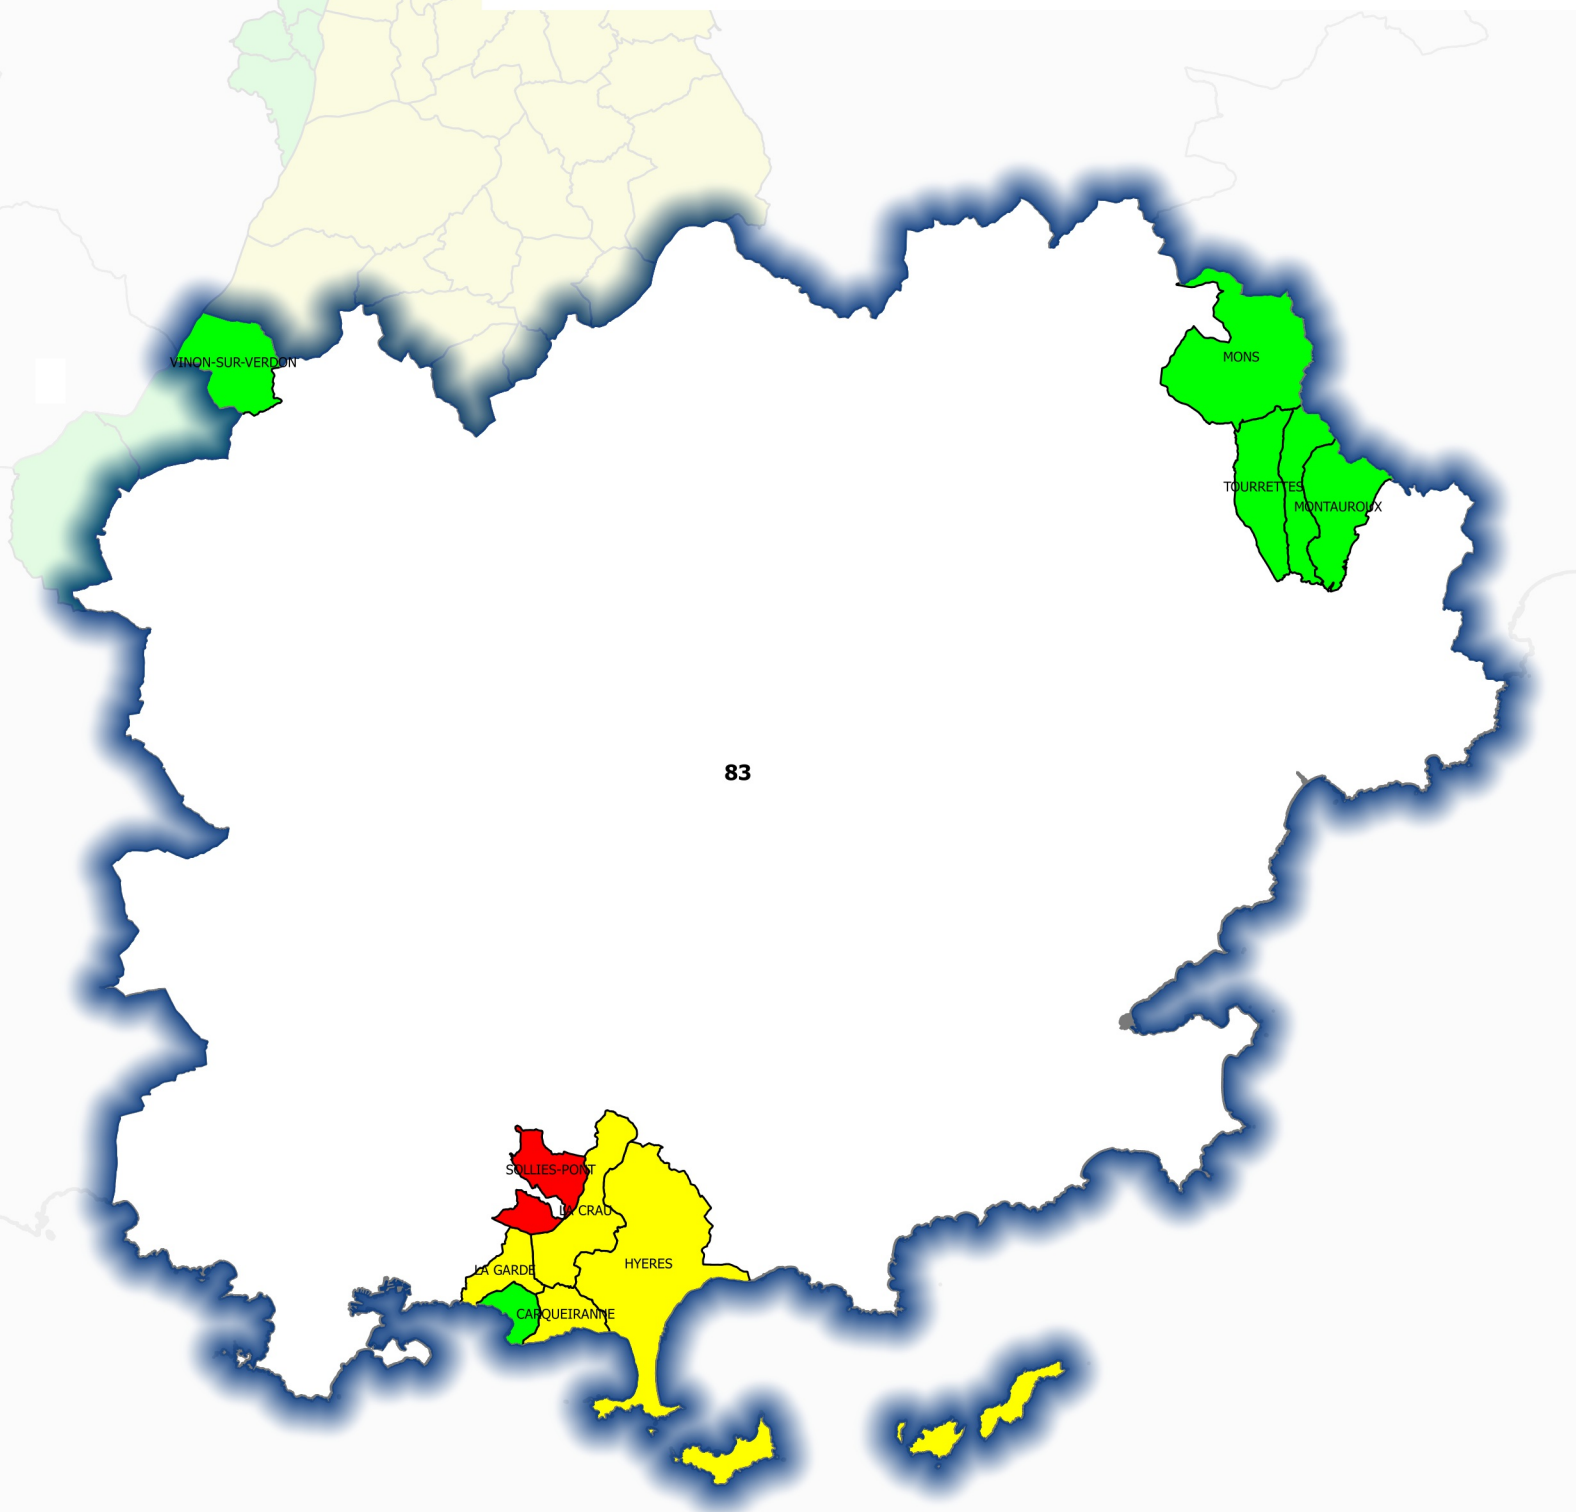 VINON-SUR-VERDON
MONS
TOURRETTES
MONTAUROUX
83
SOLLIES-PONT
LA CRAU
HYERES
LA GARDE
CARQUEIRANNE